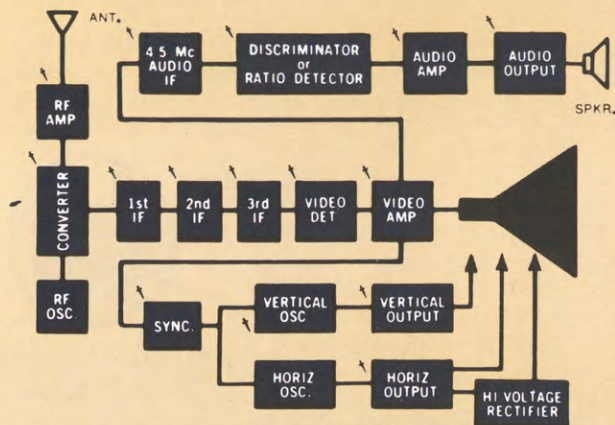 ANT.
4.5 Mc
AUDIO
IF
DISCRIMINATOR
or
RATIO DETECTOR
AUDIO
AMP
AUDIO
OUTPUT
SPKR.
RF
AMP
CONVERTER
1st
IF
2nd
IF
3rd
IF
VIDEO
DET
VIDEO
AMP
RF
OSC.
SYNC.
VERTICAL
OSC
VERTICAL
OUTPUT
HORIZ
OSC.
HORIZ
OUTPUT
HI VOLTAGE
RECTIFIER